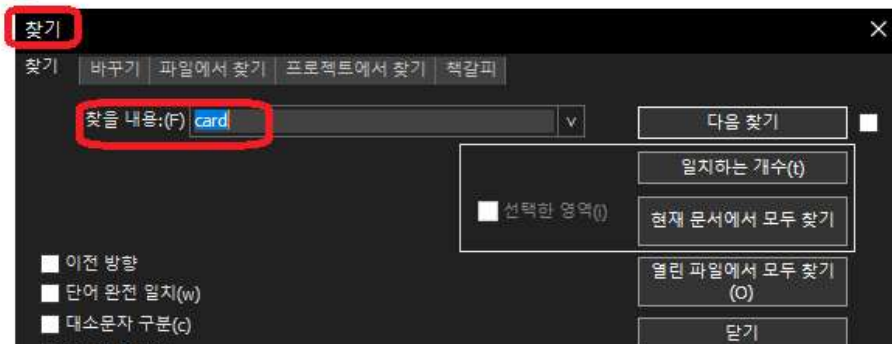 찾기
찾기 바꾸기 파일에서 찾기 프로젝트에서 찾기 책갈피
찾을 내용:(F) card
다음 찾기
일치하는 개수(t)
선택한 영역(i)
현재 문서에서 모두 찾기
이전 방향
열린 파일에서 모두 찾기
(O)
단어 완전 일치(w)
대소문자 구분(c)
닫기